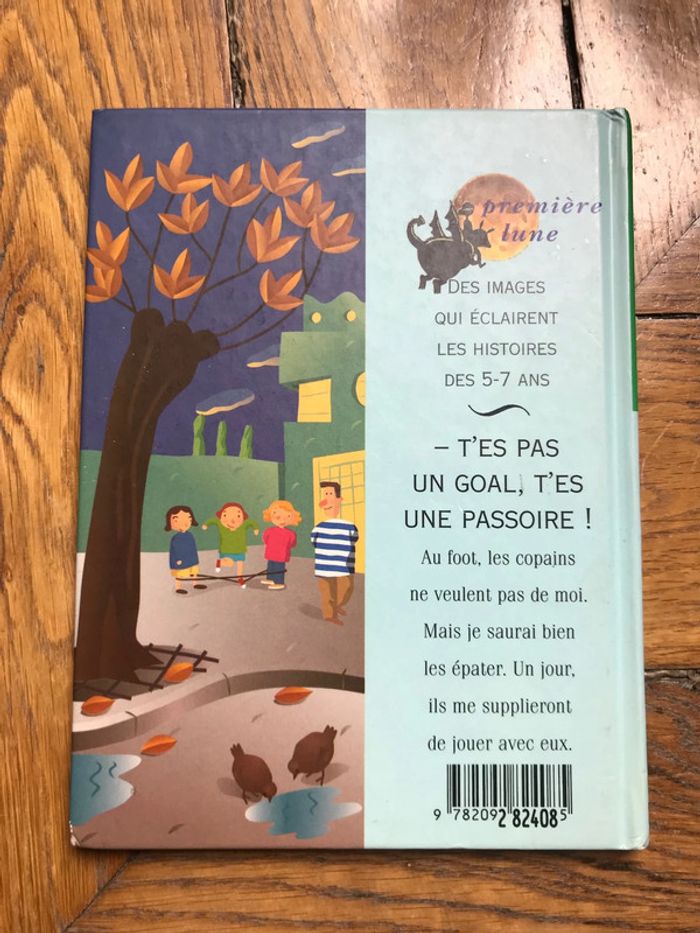 première
lune
DES IMAGES
QUI ÉCLAIRENT
LES HISTOIRES
DES 5-7 ANS
– T'ES PAS
UN GOAL, T'ES
UNE PASSOIRE !
Au foot, les copains
ne veulent pas de moi.
Mais je saurai bien
les épater. Un jour,
ils me supplieront
de jouer avec eux.
9 782092 824085